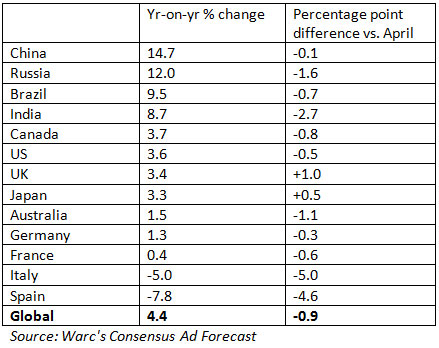 Yr-on-yr % change Percentage point
difference vs. April
China 14.7 -0.1
Russia 12.0 -1.6
Brazil 9.5 -0.7
India 8.7 -2.7
Canada 3.7 -0.8
US 3.6 -0.5
UK 3.4 +1.0
Japan 3.3 +0.5
Australia 1.5 -1.1
Germany 1.3 -0.3
France 0.4 -0.6
Italy -5.0 -5.0
Spain -7.8 -4.6
Global 4.4 -0.9
Source: Warc's Consensus Ad Forecast